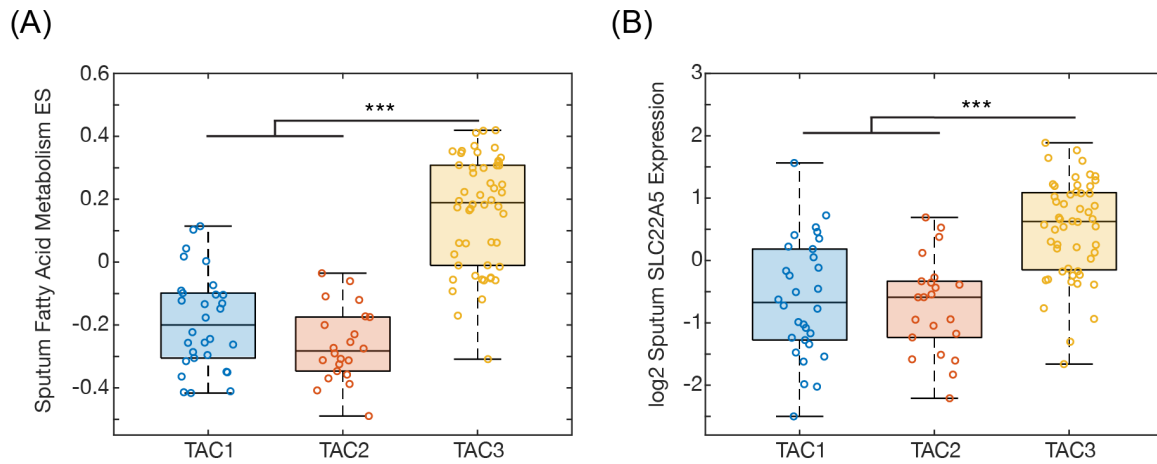 (A)
(B)
Sputum Fatty Acid Metabolism ES
0.6
0.4
0.2
0
-0.2
-0.4
***
TAC1 TAC2 TAC3
log2 Sputum SLC22A5 Expression
3
2
1
0
-1
-2
***
TAC1 TAC2 TAC3